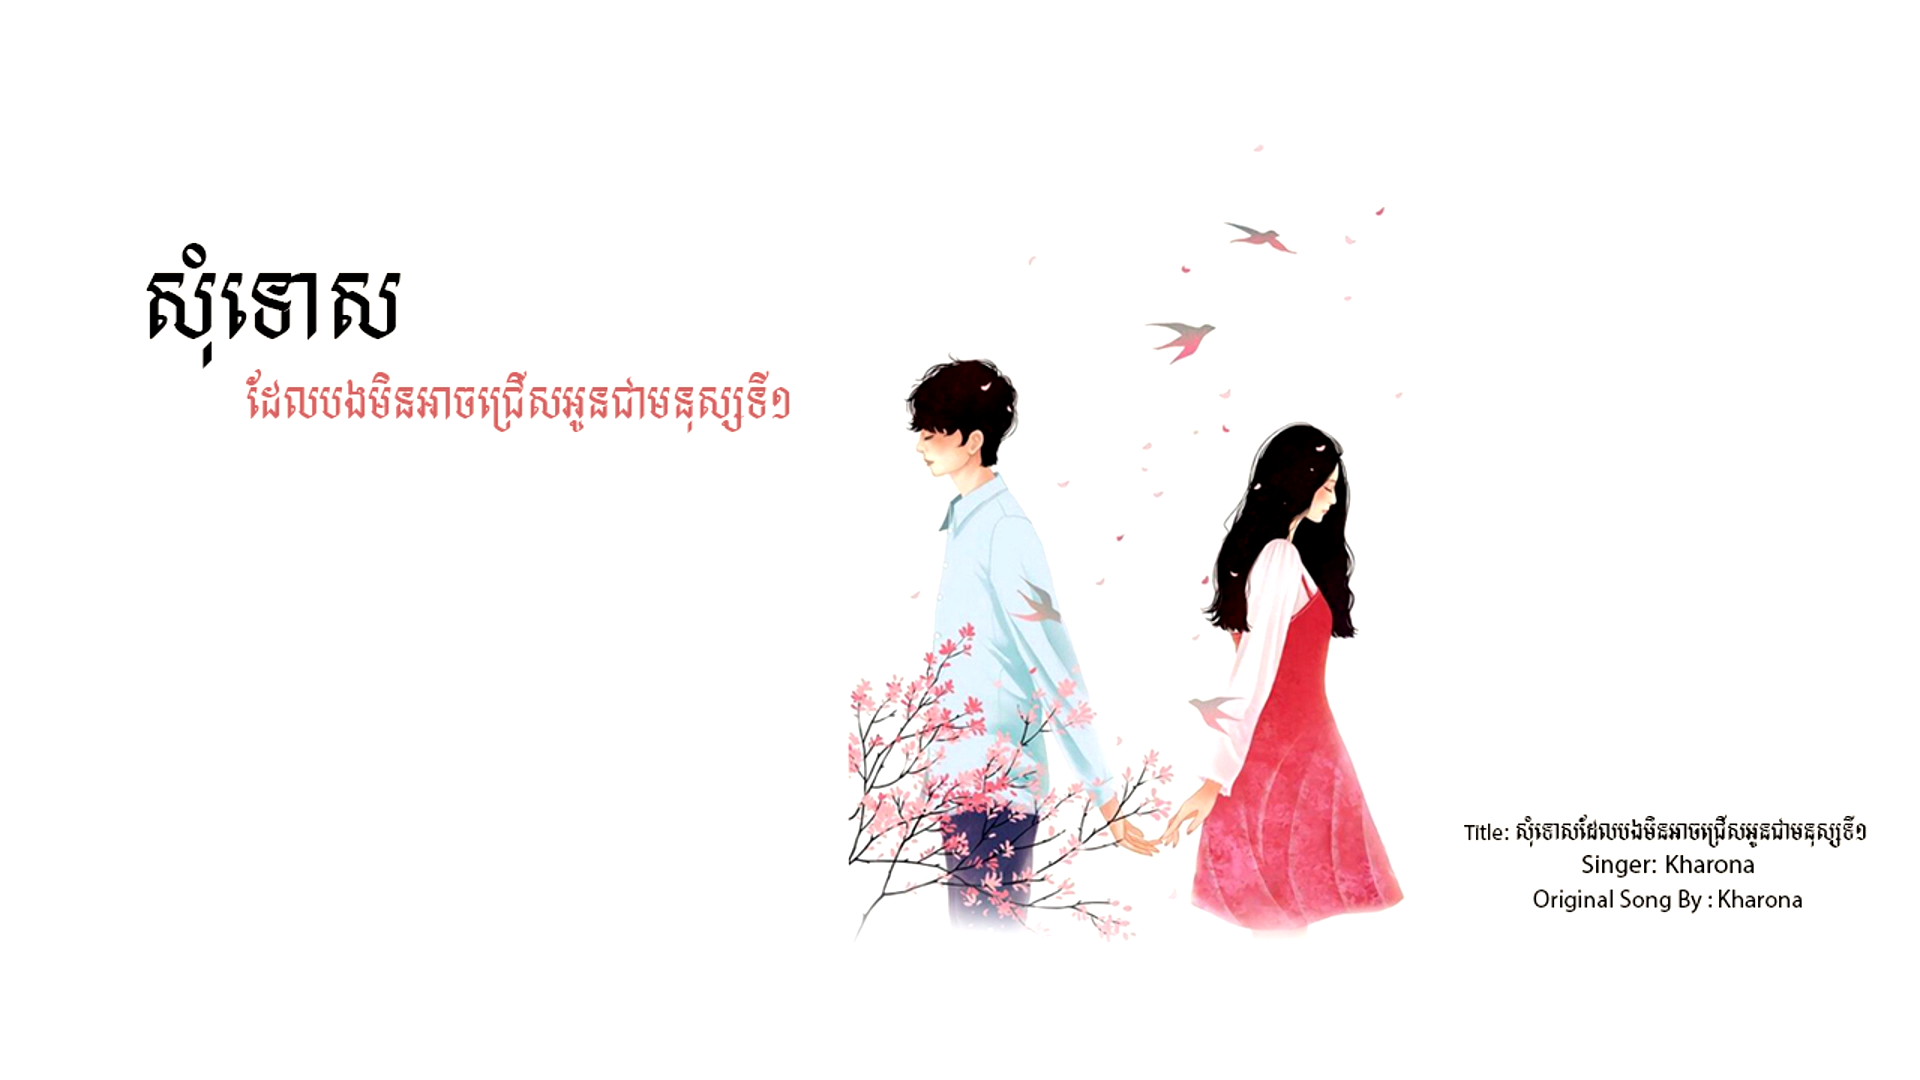 សុំទោស
ដែលបងមិនអាចជ្រើសអូនជាមនុស្សទី១
Title: សុំទោសដែលបងមិនអាចជ្រើសអូនជាមនុស្សទី១
Singer: Kharona
Original Song By : Kharona